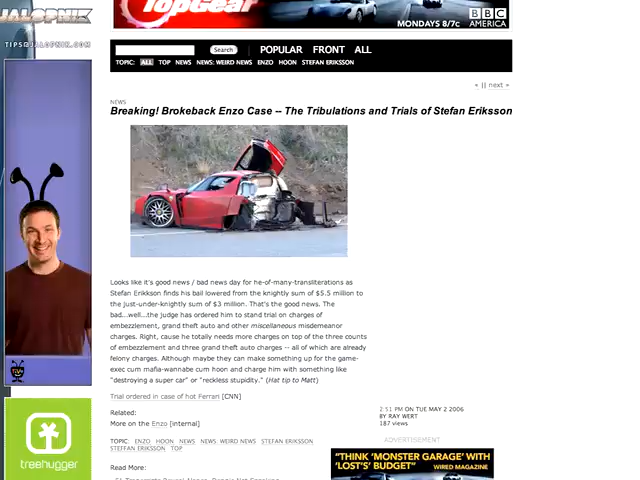 JALOPNIK
TopGear
MONDAYS 8/7c
BBC
AMERICA
TIPS@JALOPNIK.COM
Search
POPULAR FRONT ALL
TOPIC: ALL TOP NEWS NEWS: WEIRD NEWS ENZO HOON STEFAN ERIKSSON
« || next »
NEWS
Breaking! Brokeback Enzo Case -- The Tribulations and Trials of Stefan Eriksson
Looks like it's good news / bad news day for he-of-many-transliterations as
Stefan Erikkson finds his bail lowered from the knightly sum of $5.5 million to
the just-under-knightly sum of $3 million. That's the good news. The
bad...well...the judge has ordered him to stand trial on charges of
embezzlement, grand theft auto and other miscellaneous misdemeanor
charges. Right, cause he totally needs more charges on top of the three counts
of embezzlement and three grand theft auto charges -- all of which are already
felony charges. Although maybe they can make something up for the game-
exec cum mafia-wannabe cum hoon and charge him with something like
"destroying a super car" or "reckless stupidity." (Hat tip to Matt)
Trial ordered in case of hot Ferrari [CNN]
Related:
More on the Enzo [internal]
2:51 PM ON TUE MAY 2 2006
BY RAY WERT
187 views
TOPIC: ENZO HOON NEWS NEWS: WEIRD NEWS STEFAN ERIKSSON
STEFFAN ERIKSSON TOP
ADVERTISEMENT
TiVo
treehugger
"THINK 'MONSTER GARAGE' WITH
'LOST'S' BUDGET" WIRED MAGAZINE
Read More: